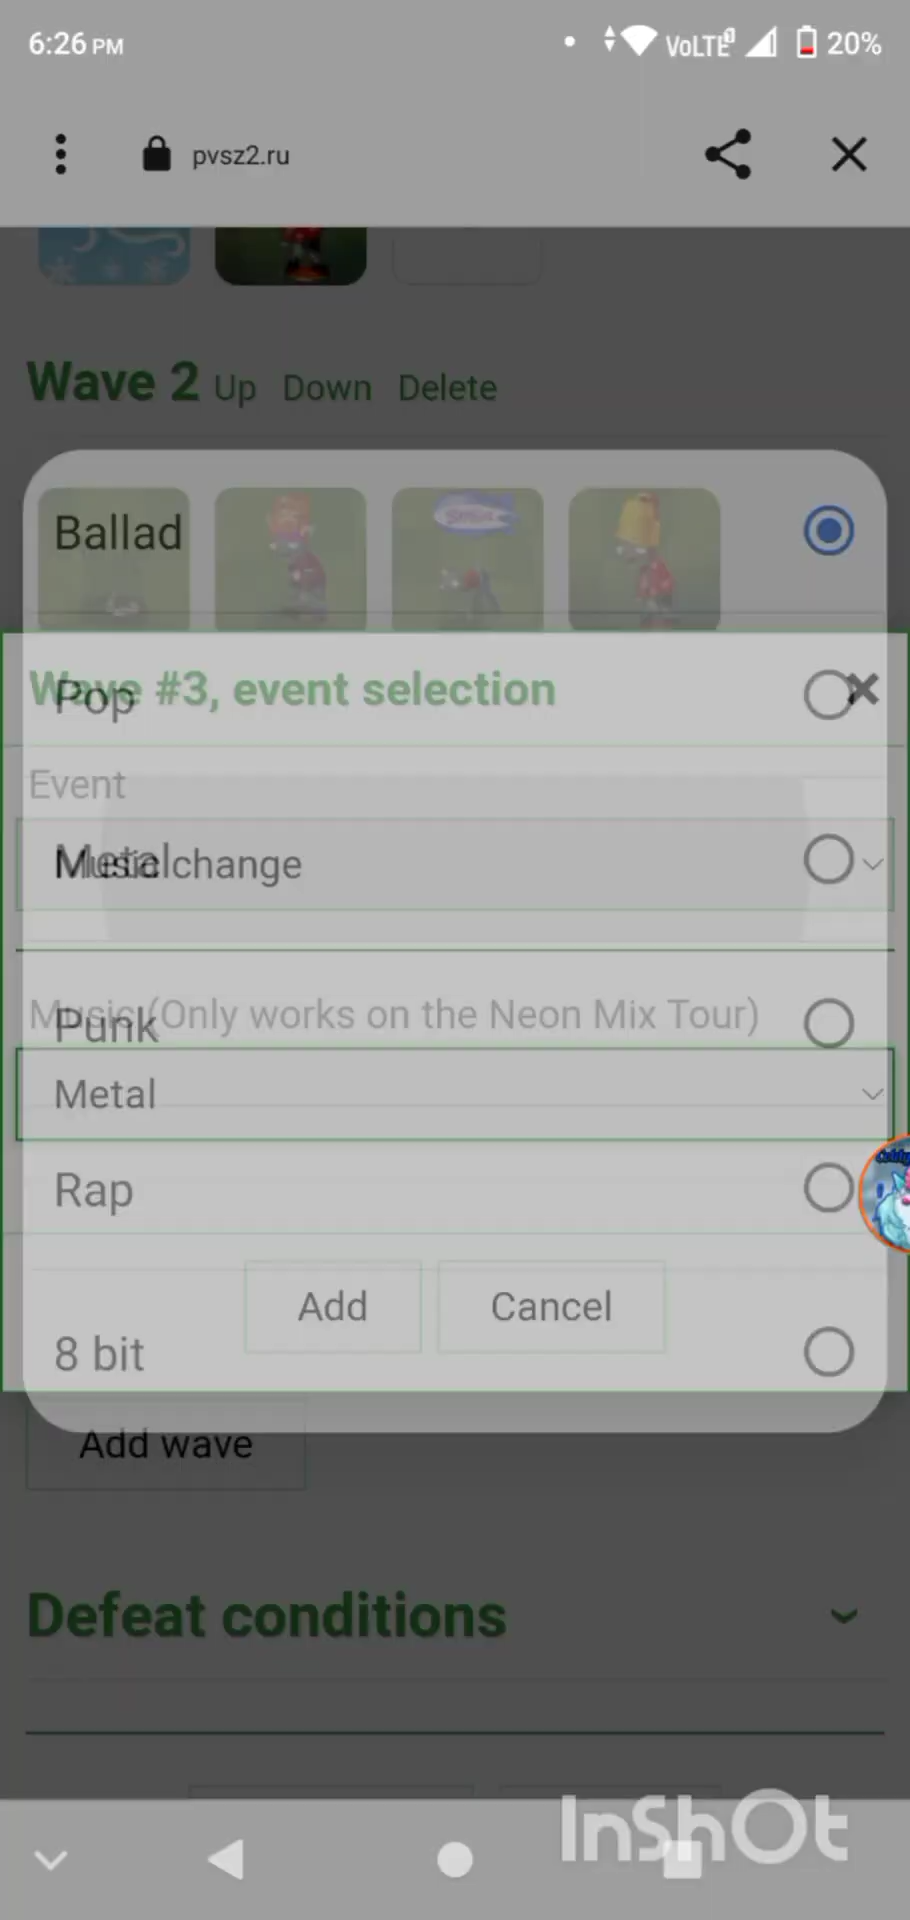 6:26 PM
VoLTE
20%
pvsz2.ru
Wave 2 Up Down Delete
Ballad
Wave #3, event selection
Pop
Event
Music change
Metal
Music (Only works on the Neon Mix Tour)
Punk
Metal
Rap
Add
Cancel
8 bit
Add wave
Defeat conditions
InShOt